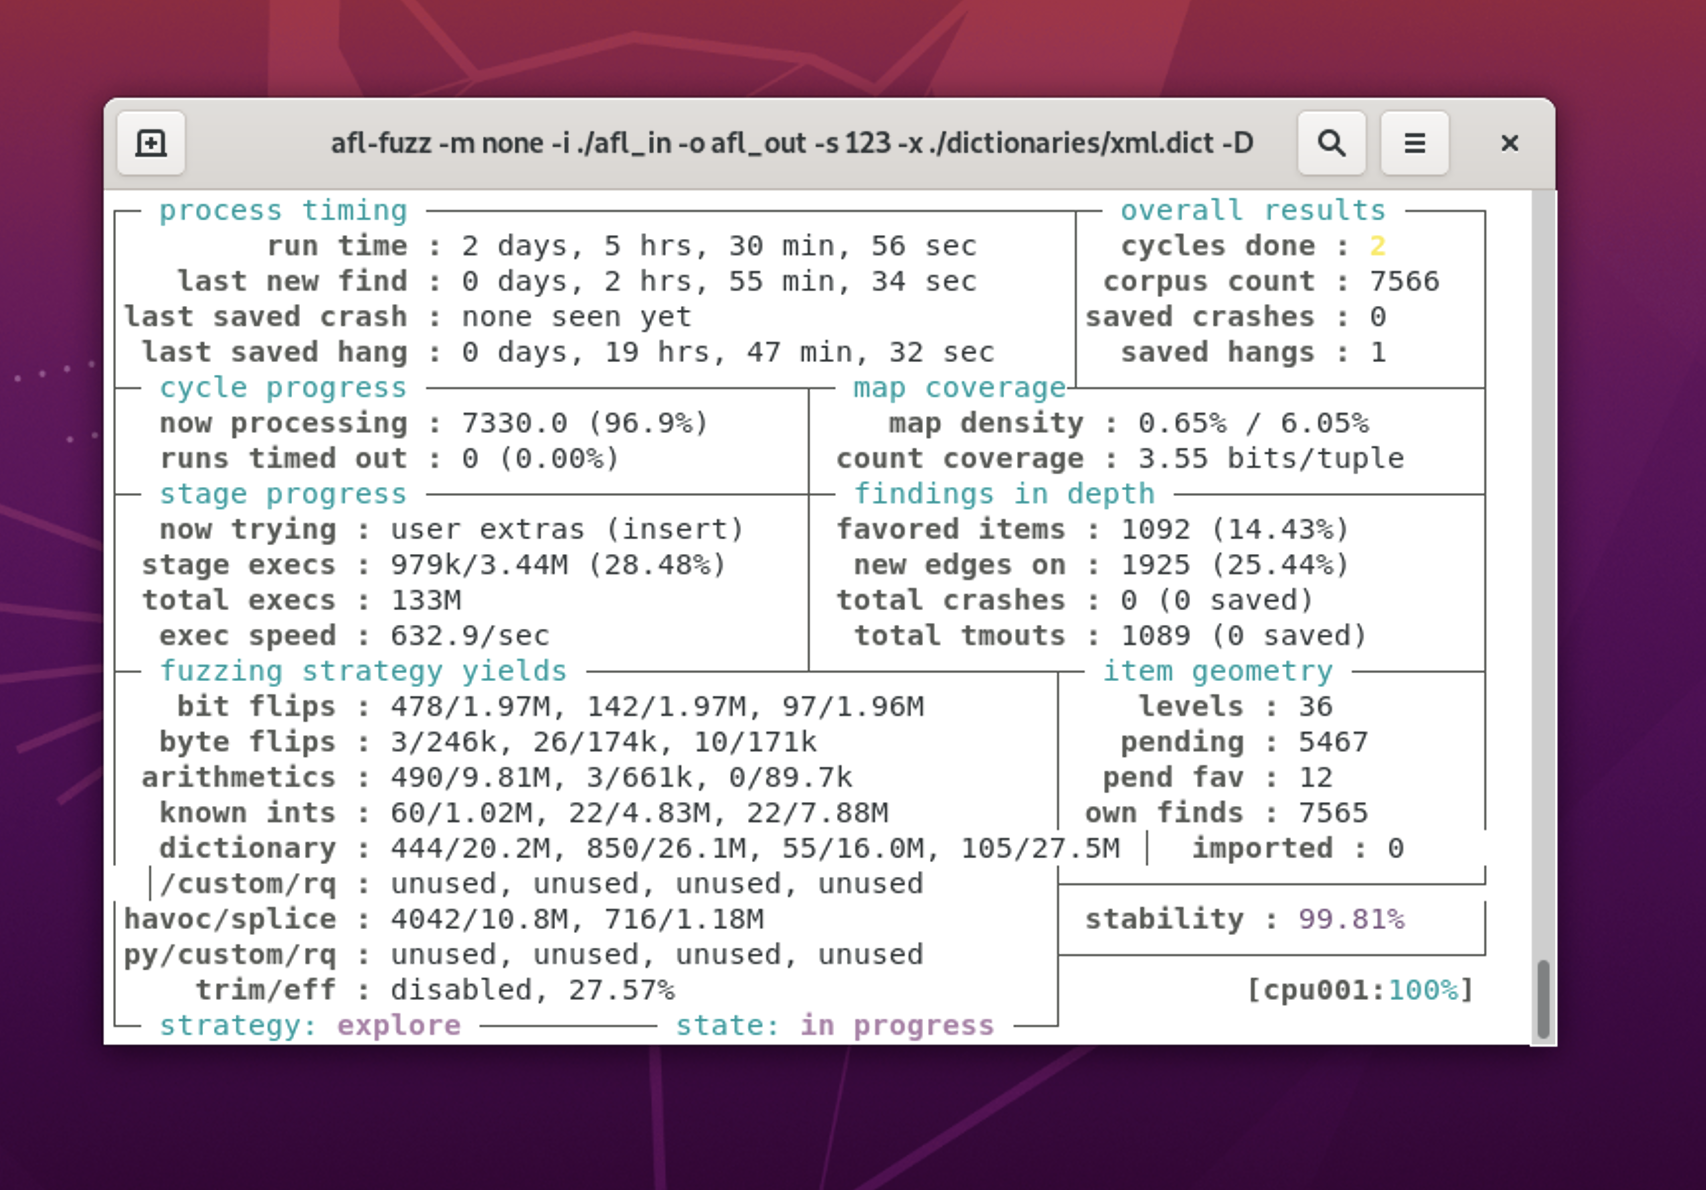 afl-fuzz -m none -i ./afl_in -o afl_out -s 123 -x ./dictionaries/xml.dict -D
process timing overall results
run time : 2 days, 5 hrs, 30 min, 56 sec cycles done : 2
last new find : 0 days, 2 hrs, 55 min, 34 sec corpus count : 7566
last saved crash : none seen yet saved crashes : 0
last saved hang : 0 days, 19 hrs, 47 min, 32 sec saved hangs : 1
cycle progress map coverage
now processing : 7330.0 (96.9%) map density : 0.65% / 6.05%
runs timed out : 0 (0.00%) count coverage : 3.55 bits/tuple
stage progress findings in depth
now trying : user extras (insert) favored items : 1092 (14.43%)
stage execs : 979k/3.44M (28.48%) new edges on : 1925 (25.44%)
total execs : 133M total crashes : 0 (0 saved)
exec speed : 632.9/sec total tmouts : 1089 (0 saved)
fuzzing strategy yields item geometry
bit flips : 478/1.97M, 142/1.97M, 97/1.96M levels : 36
byte flips : 3/246k, 26/174k, 10/171k pending : 5467
arithmetics : 490/9.81M, 3/661k, 0/89.7k pend fav : 12
known ints : 60/1.02M, 22/4.83M, 22/7.88M own finds : 7565
dictionary : 444/20.2M, 850/26.1M, 55/16.0M, 105/27.5M imported : 0
/custom/rq : unused, unused, unused, unused
havoc/splice : 4042/10.8M, 716/1.18M stability : 99.81%
py/custom/rq : unused, unused, unused, unused
trim/eff : disabled, 27.57% [cpu001:100%]
strategy: explore state: in progress